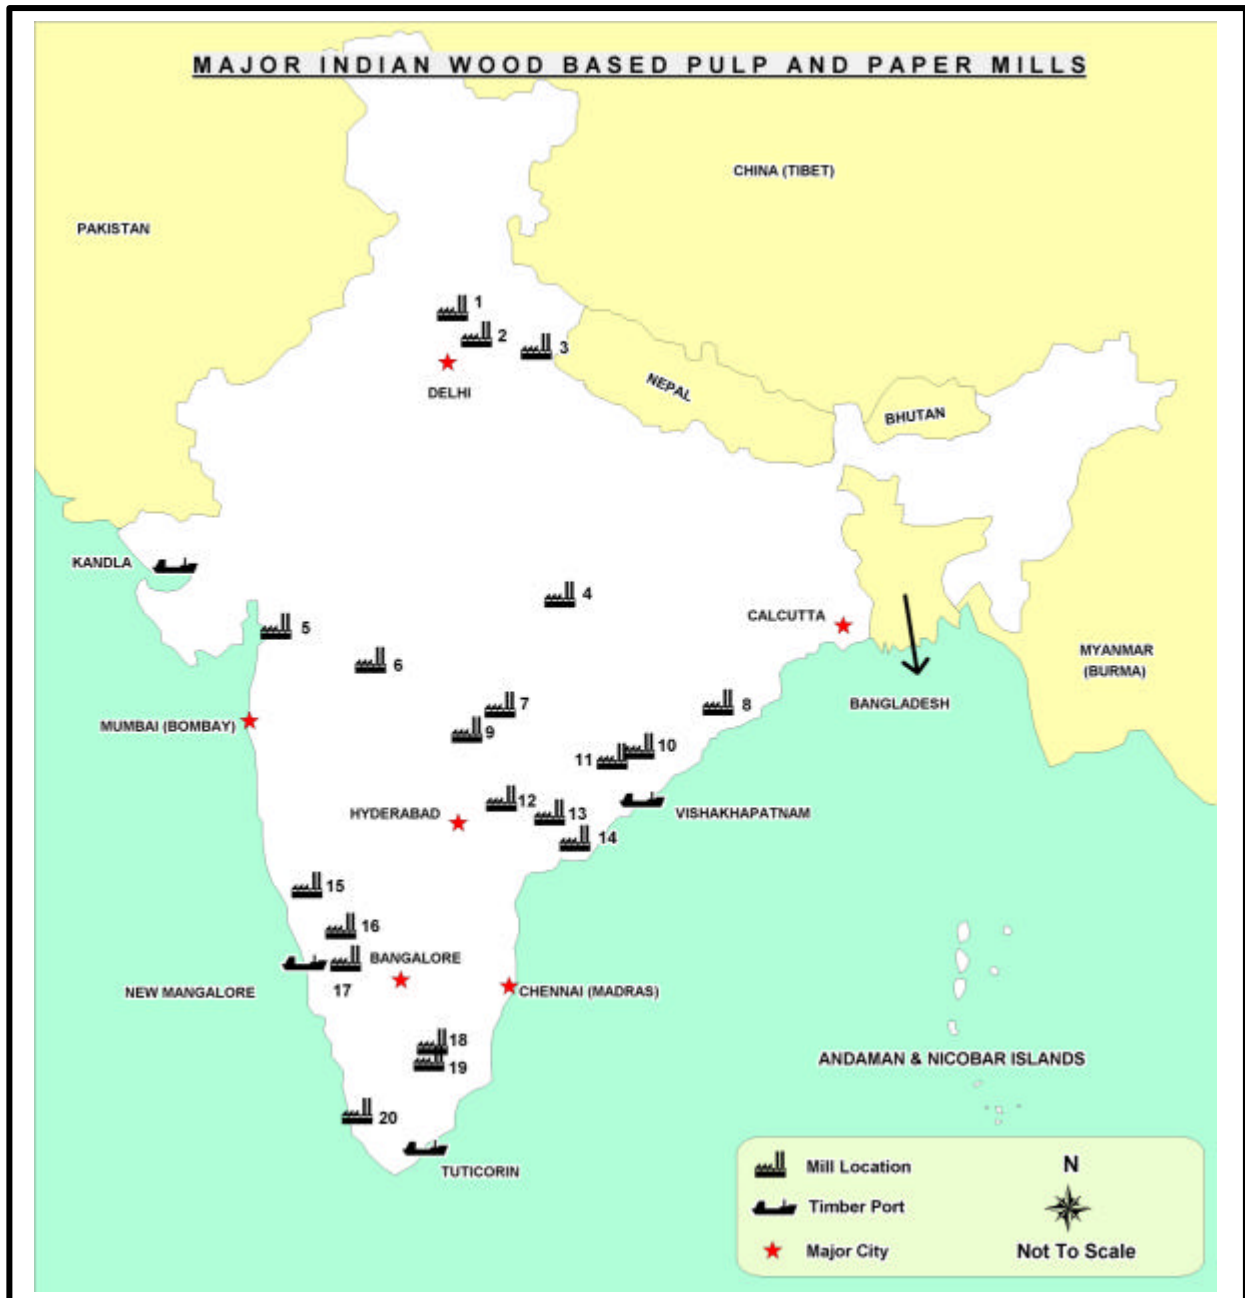 MAJOR INDIAN WOOD BASED PULP AND PAPER MILLS
CHINA (TIBET)
PAKISTAN
1
2
3
DELHI
NEPAL
BHUTAN
KANDLA
4
CALCUTTA
5
6
MYANMAR
(BURMA)
7
8
BANGLADESH
MUMBAI (BOMBAY)
9
10
11
12
HYDERABAD
13
VISHAKHAPATNAM
14
15
16
BANGALORE
17
NEW MANGALORE
CHENNAI (MADRAS)
18
19
ANDAMAN & NICOBAR ISLANDS
20
TUTICORIN
Mill Location
N
Timber Port
Major City
Not To Scale